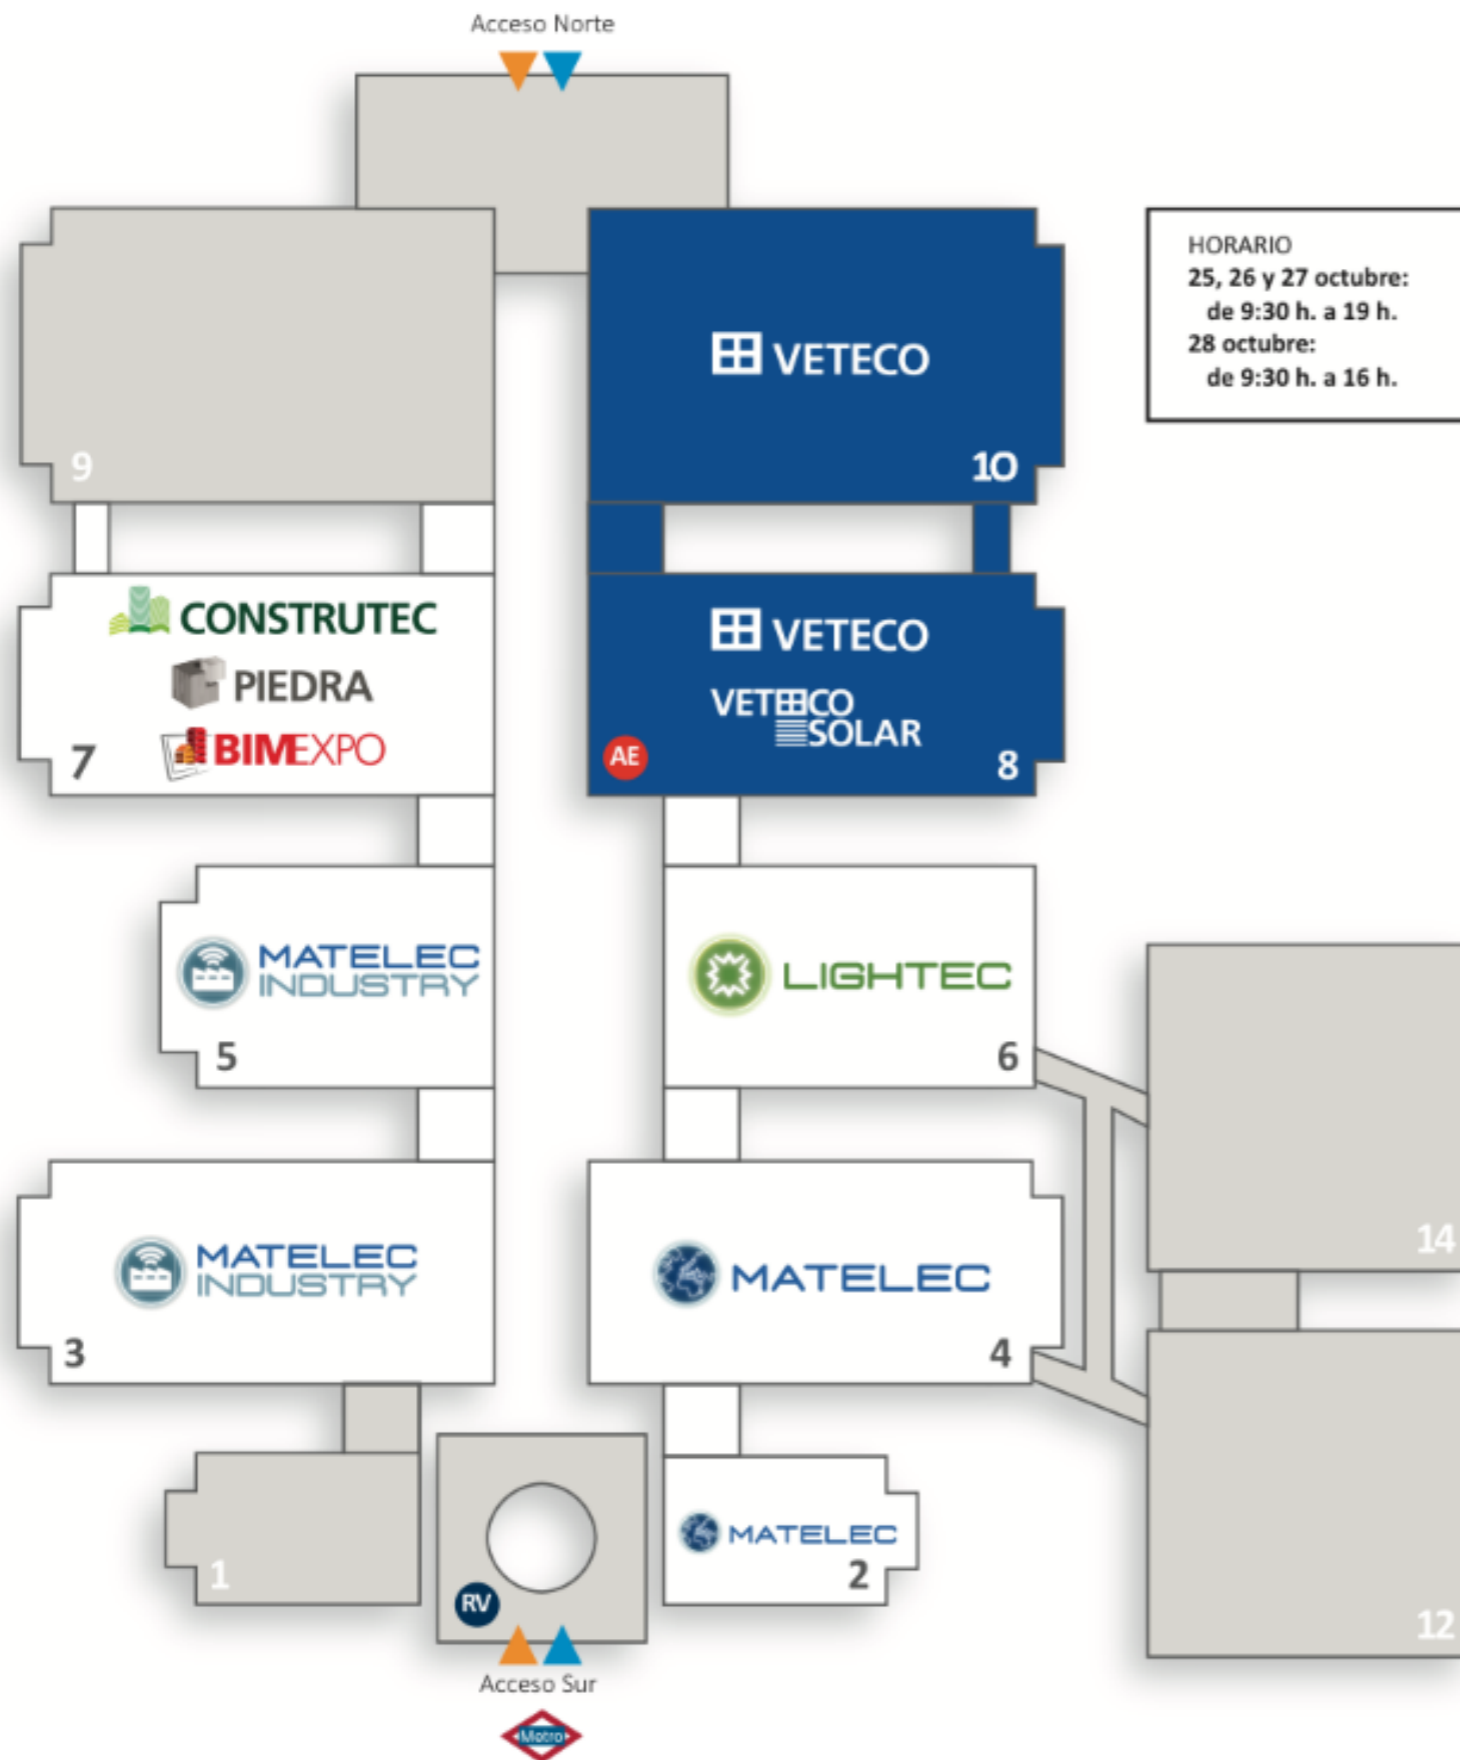 Acceso Norte
HORARIO
25, 26 y 27 octubre:
de 9:30 h. a 19 h.
28 octubre:
de 9:30 h. a 16 h.
9
VETECO
10
CONSTRUTEC
PIEDRA
BIMEXPO
7
VETECO
VETECO
SOLAR
AE
8
MATELEC
INDUSTRY
5
LIGHTEC
6
MATELEC
INDUSTRY
3
MATELEC
4
14
1
RV
MATELEC
2
12
Acceso Sur
Metro